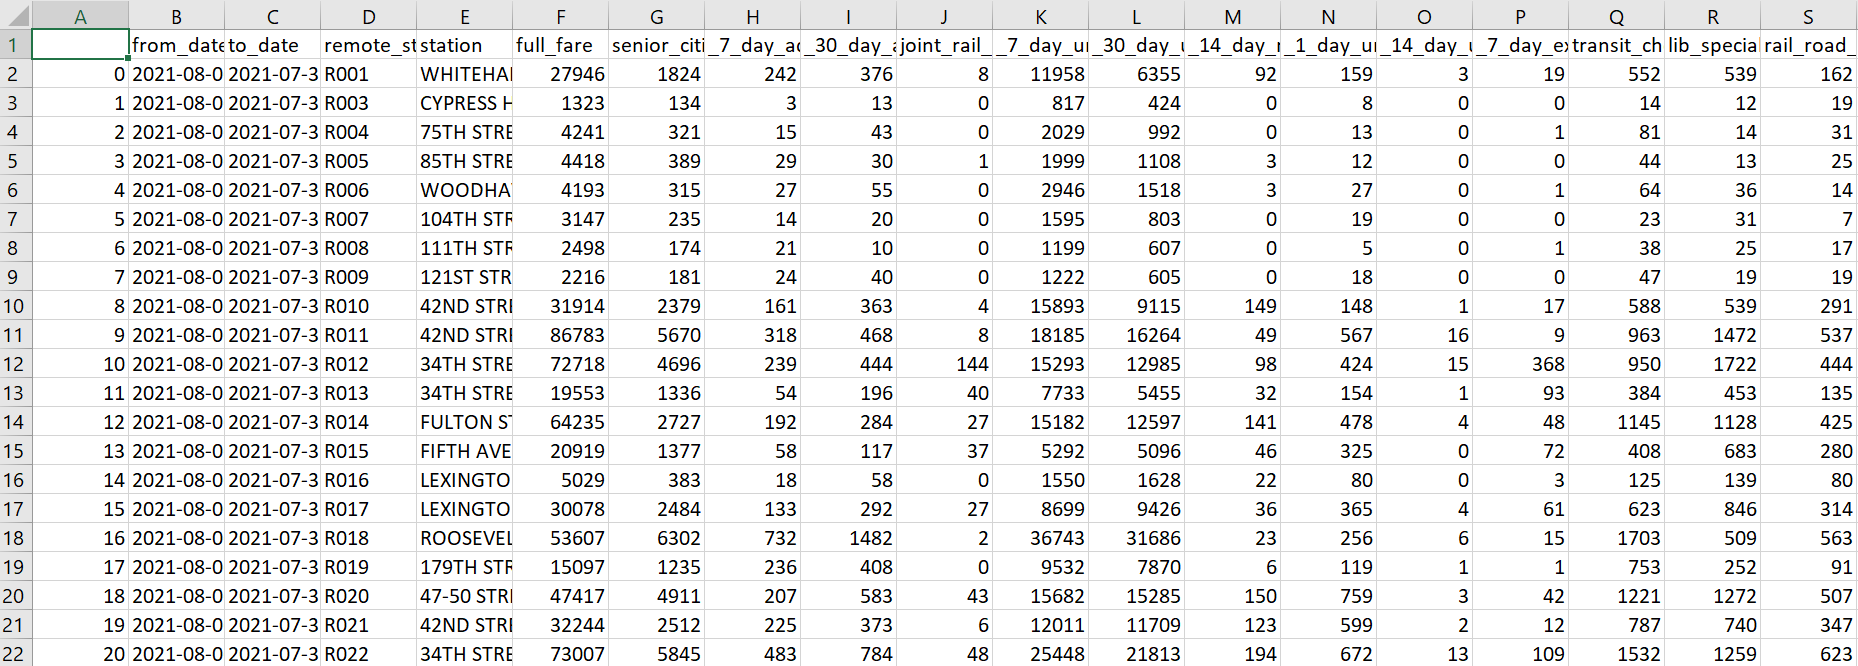 A B C D E F G H I J K L M N O P Q R S
1 from_date to_date remote_st station full_fare senior_citi _7_day_ad _30_day_a joint_rail_ _7_day_un _30_day_u _14_day_r _1_day_un _14_day_u _7_day_ex transit_ch lib_specia rail_road_
2 0 2021-08-0 2021-07-3 R001 WHITEHAL 27946 1824 242 376 8 11958 6355 92 159 3 19 552 539 162
3 1 2021-08-0 2021-07-3 R003 CYPRESS H 1323 134 3 13 0 817 424 0 8 0 0 14 12 19
4 2 2021-08-0 2021-07-3 R004 75TH STRE 4241 321 15 43 0 2029 992 0 13 0 1 81 14 31
5 3 2021-08-0 2021-07-3 R005 85TH STRE 4418 389 29 30 1 1999 1108 3 12 0 0 44 13 25
6 4 2021-08-0 2021-07-3 R006 WOODHA 4193 315 27 55 0 2946 1518 3 27 0 1 64 36 14
7 5 2021-08-0 2021-07-3 R007 104TH STR 3147 235 14 20 0 1595 803 0 19 0 0 23 31 7
8 6 2021-08-0 2021-07-3 R008 111TH STR 2498 174 21 10 0 1199 607 0 5 0 1 38 25 17
9 7 2021-08-0 2021-07-3 R009 121ST STR 2216 181 24 40 0 1222 605 0 18 0 0 47 19 19
10 8 2021-08-0 2021-07-3 R010 42ND STRE 31914 2379 161 363 4 15893 9115 149 148 1 17 588 539 291
11 9 2021-08-0 2021-07-3 R011 42ND STRE 86783 5670 318 468 8 18185 16264 49 567 16 9 963 1472 537
12 10 2021-08-0 2021-07-3 R012 34TH STRE 72718 4696 239 444 144 15293 12985 98 424 15 368 950 1722 444
13 11 2021-08-0 2021-07-3 R013 34TH STRE 19553 1336 54 196 40 7733 5455 32 154 1 93 384 453 135
14 12 2021-08-0 2021-07-3 R014 FULTON ST 64235 2727 192 284 27 15182 12597 141 478 4 48 1145 1128 425
15 13 2021-08-0 2021-07-3 R015 FIFTH AVE 20919 1377 58 117 37 5292 5096 46 325 0 72 408 683 280
16 14 2021-08-0 2021-07-3 R016 LEXINGTO 5029 383 18 58 0 1550 1628 22 80 0 3 125 139 80
17 15 2021-08-0 2021-07-3 R017 LEXINGTO 30078 2484 133 292 27 8699 9426 36 365 4 61 623 846 314
18 16 2021-08-0 2021-07-3 R018 ROOSEVEL 53607 6302 732 1482 2 36743 31686 23 256 6 15 1703 509 563
19 17 2021-08-0 2021-07-3 R019 179TH STR 15097 1235 236 408 0 9532 7870 6 119 1 1 753 252 91
20 18 2021-08-0 2021-07-3 R020 47-50 STRE 47417 4911 207 583 43 15682 15285 150 759 3 42 1221 1272 507
21 19 2021-08-0 2021-07-3 R021 42ND STRE 32244 2512 225 373 6 12011 11709 123 599 2 12 787 740 347
22 20 2021-08-0 2021-07-3 R022 34TH STRE 73007 5845 483 784 48 25448 21813 194 672 13 109 1532 1259 623